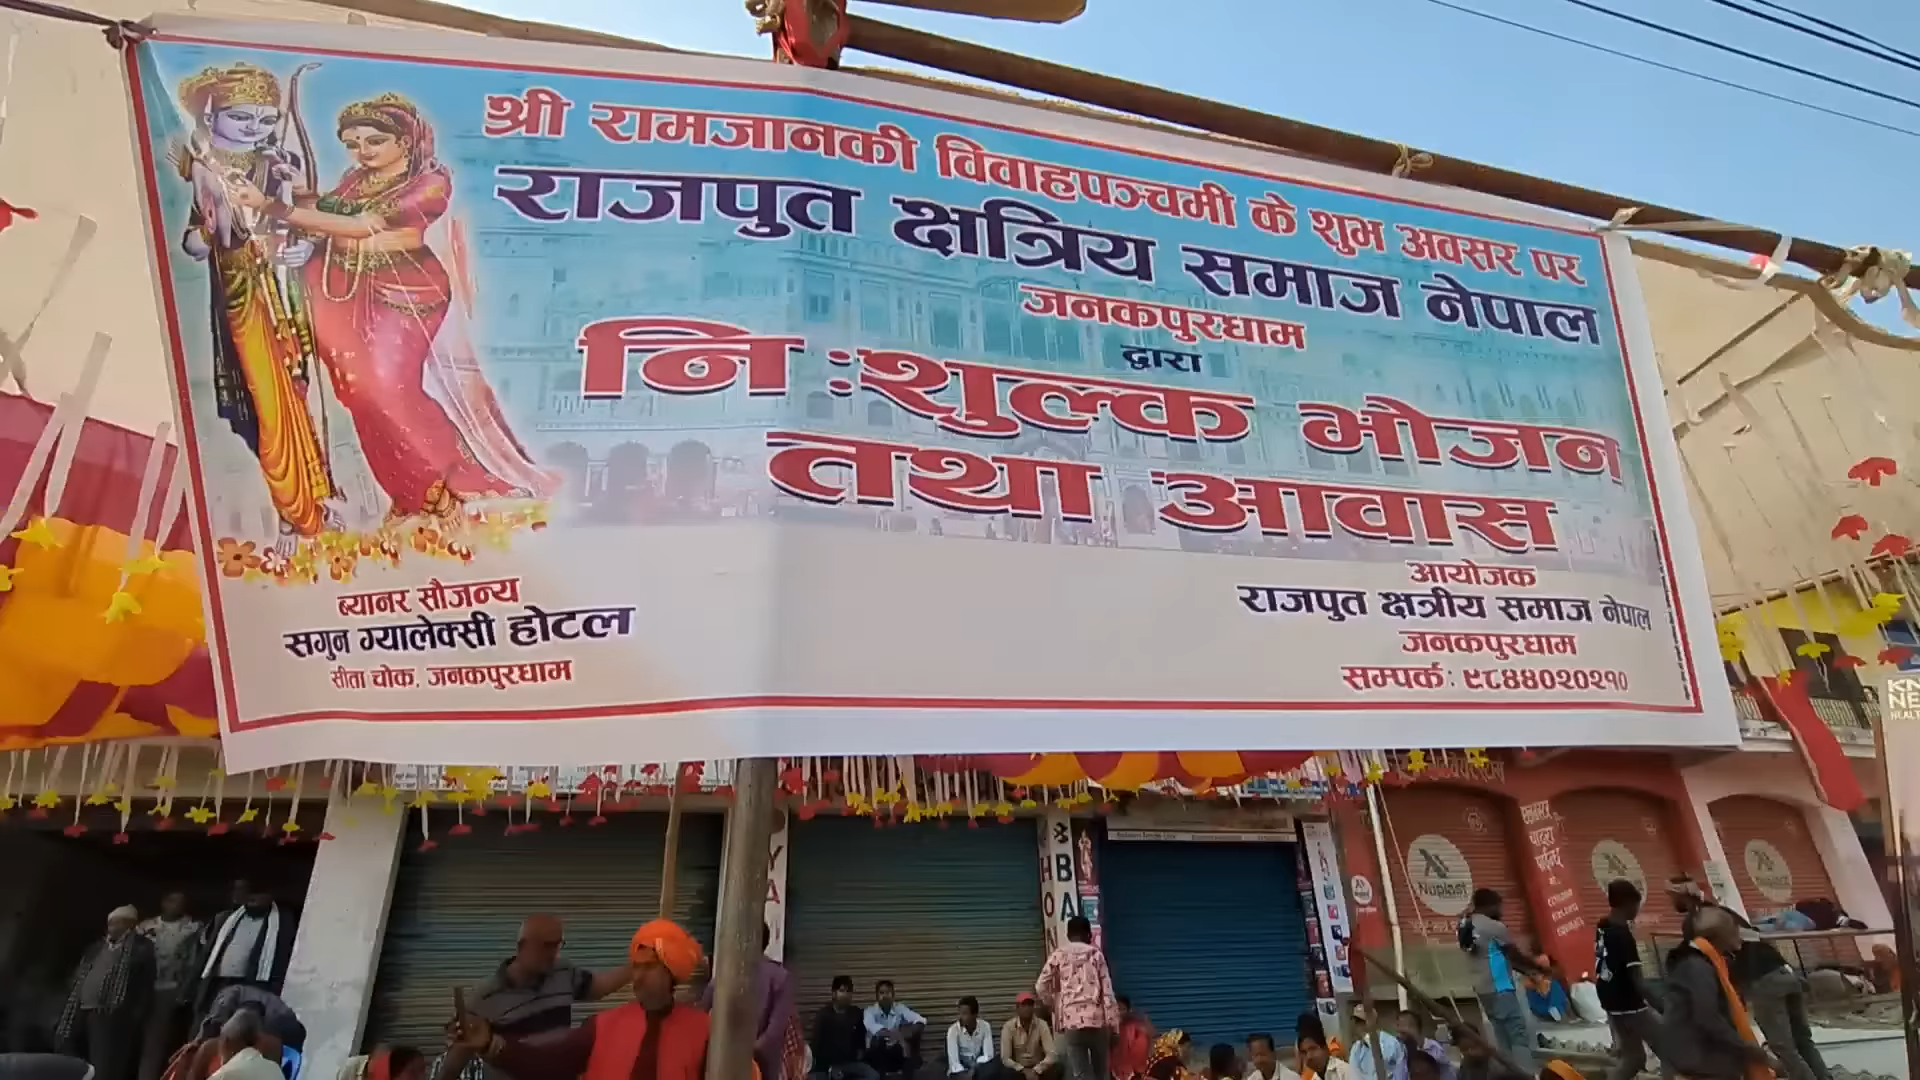 श्री रामजानकी विवाहपञ्चमी के शुभ अवसर पर
राजपुत क्षत्रिय समाज नेपाल
जनकपुरधाम
द्वारा
निःशुल्क भोजन
तथा आवास
ब्यानर सौजन्य
सगुन ग्यालेक्सी होटल
सीता चोक, जनकपुरधाम
आयोजक
राजपुत क्षत्रीय समाज नेपाल
जनकपुरधाम
सम्पर्क : ९८४४०२०२१०
Nuplast